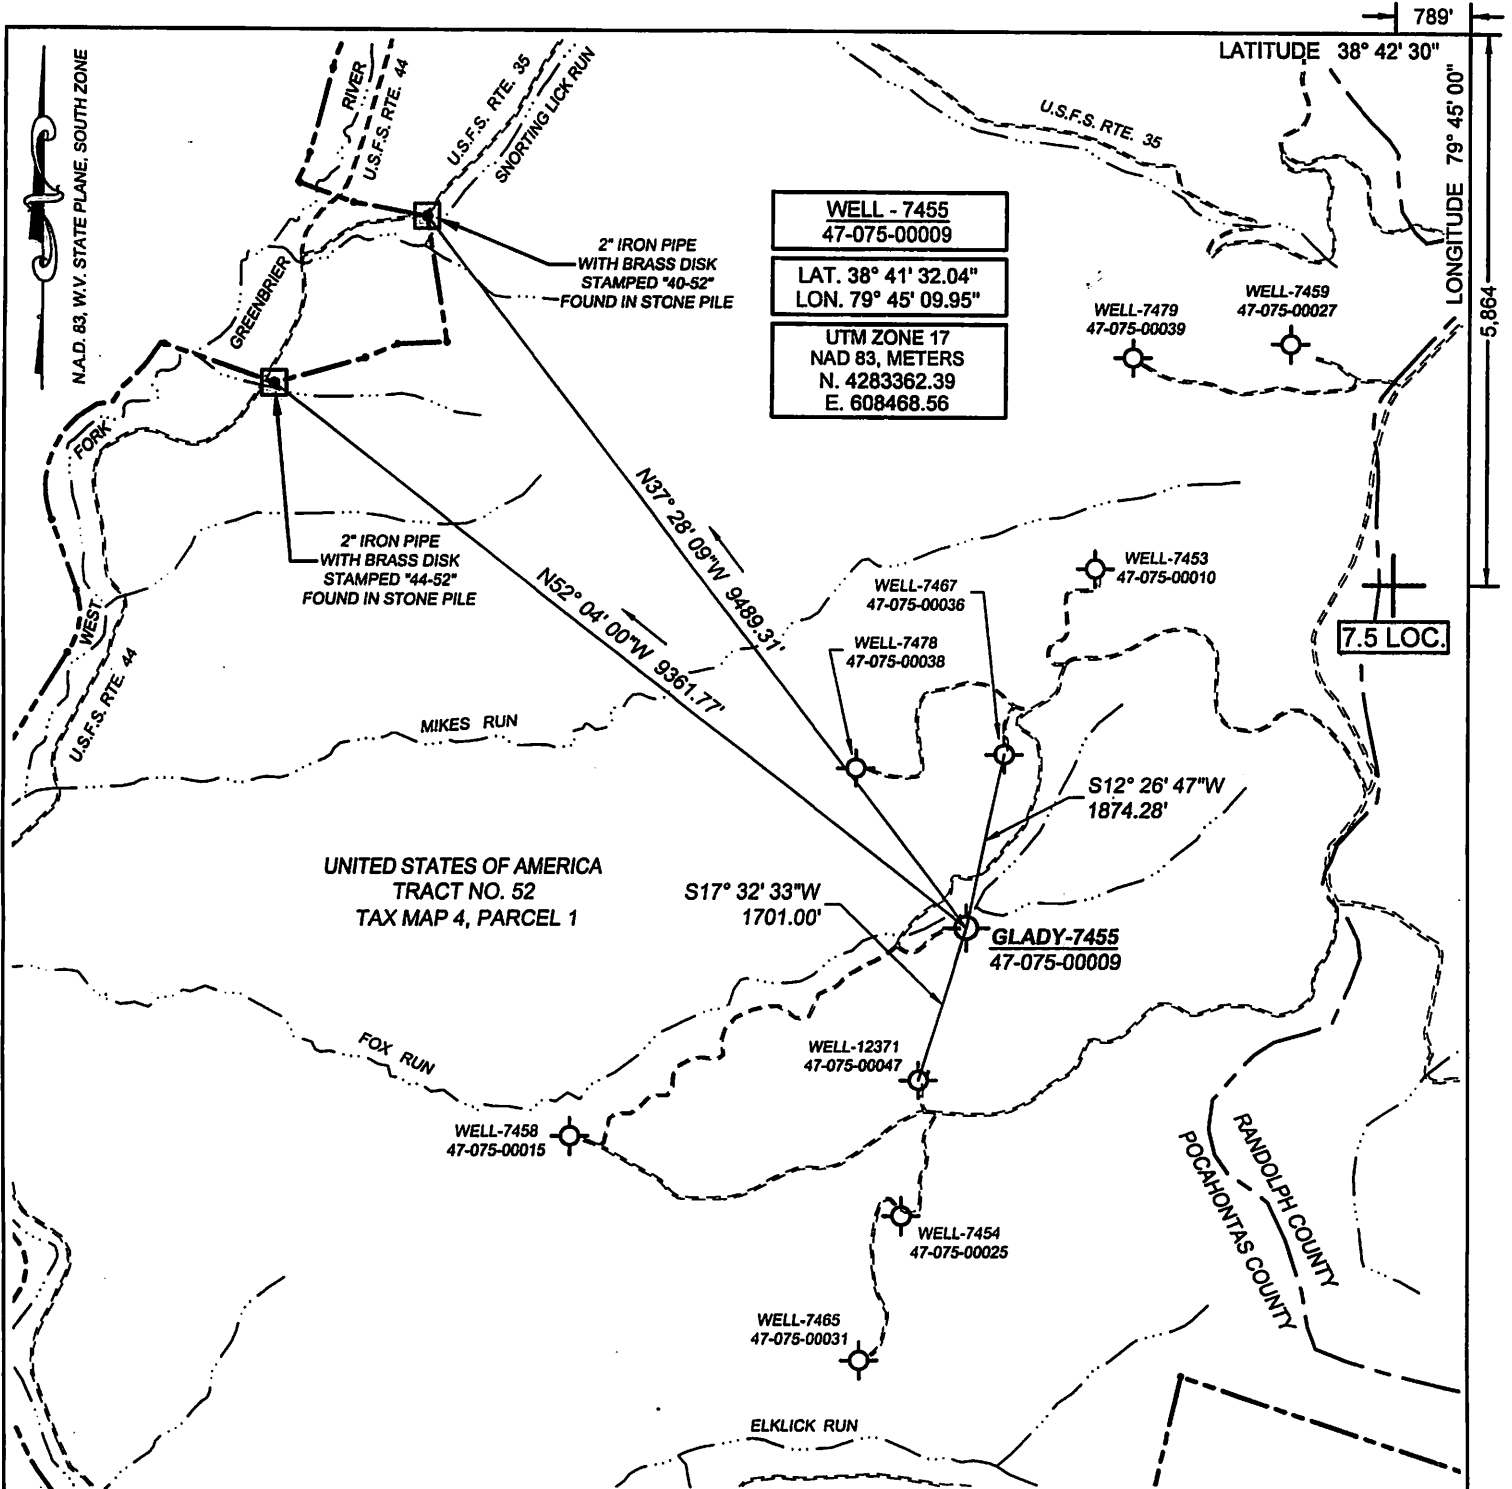 789'
LATITUDE 38° 42' 30"
LONGITUDE 79° 45' 00"
5,864
N.A.D. 83, W.V. STATE PLANE, SOUTH ZONE
RIVER
U.S.F.S. RTE. 44
U.S.F.S. RTE. 35
SNORTING LICK RUN
U.S.F.S. RTE. 35
WELL - 7455
47-075-00009
LAT. 38° 41' 32.04"
LON. 79° 45' 09.95"
UTM ZONE 17
NAD 83, METERS
N. 4283362.39
E. 608468.56
2" IRON PIPE
WITH BRASS DISK
STAMPED "40-52"
FOUND IN STONE PILE
GREENBRIER
WELL-7479
47-075-00039
WELL-7459
47-075-00027
FORK
2" IRON PIPE
WITH BRASS DISK
STAMPED "44-52"
FOUND IN STONE PILE
N37° 28' 09"W 9489.31'
N52° 04' 00"W 9361.77'
WELL-7453
47-075-00010
WELL-7467
47-075-00036
WELL-7478
47-075-00038
7.5 LOC.
WEST
U.S.F.S. RTE. 44
MIKES RUN
S12° 26' 47"W
1874.28'
UNITED STATES OF AMERICA
TRACT NO. 52
TAX MAP 4, PARCEL 1
S17° 32' 33"W
1701.00'
GLADY-7455
47-075-00009
FOX RUN
WELL-12371
47-075-00047
WELL-7458
47-075-00015
RANDOLPH COUNTY
POCAHONTAS COUNTY
WELL-7454
47-075-00025
WELL-7465
47-075-00031
ELKLICK RUN